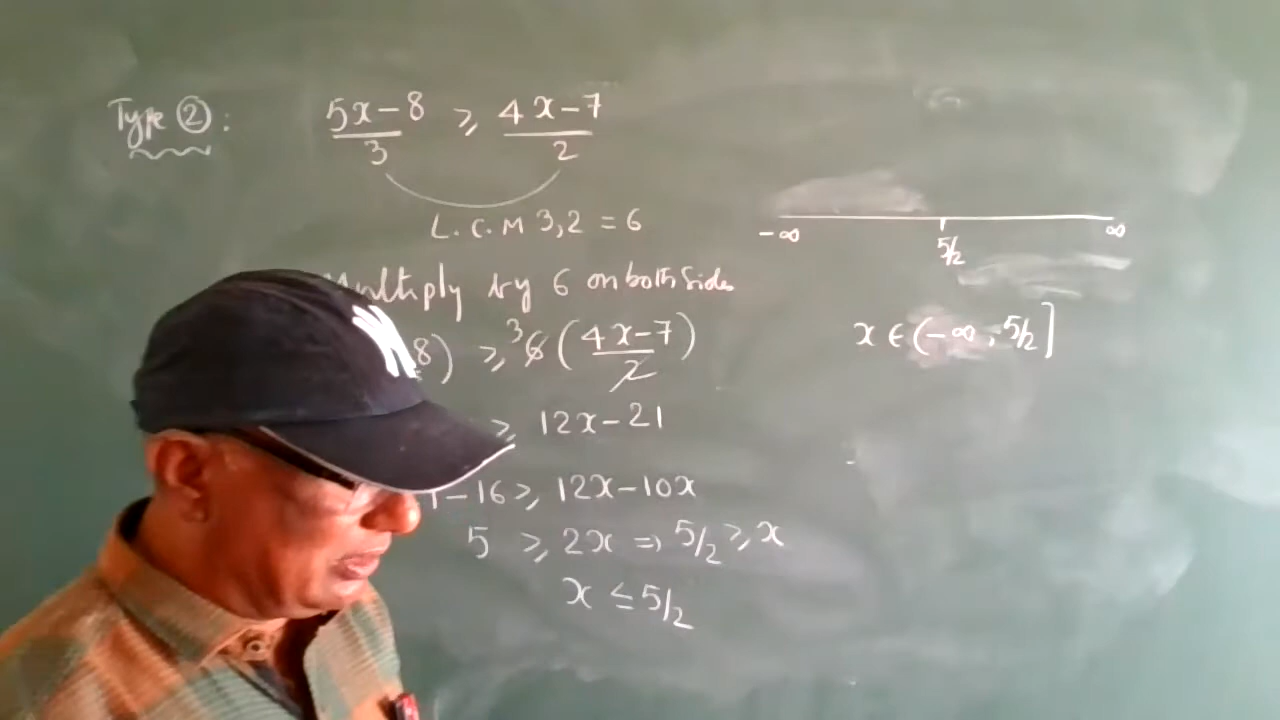 Type ② :
5x-8/3 ≥ 4x-7/2
L.C.M 3,2 = 6
Multiply by 6 on both sides
8) ≥ 3 6 (4x-7/2)
≥ 12x-21
-16 ≥ 12x-10x
5 ≥ 2x ⇒ 5/2 ≥ x
x ≤ 5/2
-∞ 5/2 ∞
x ∈ (-∞, 5/2]